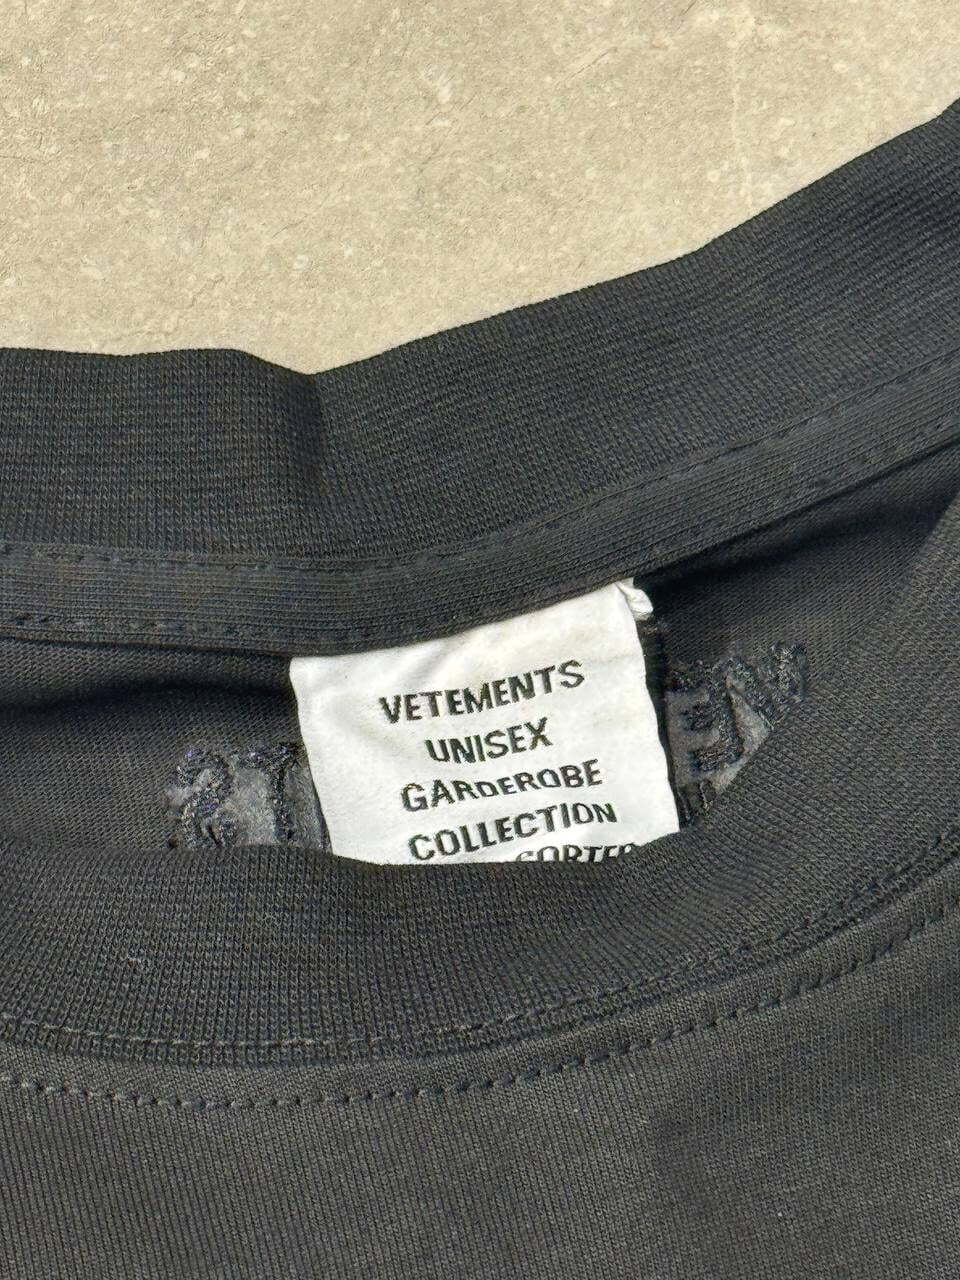 VETEMENTS
UNISEX
GARDEROBE
COLLECTION